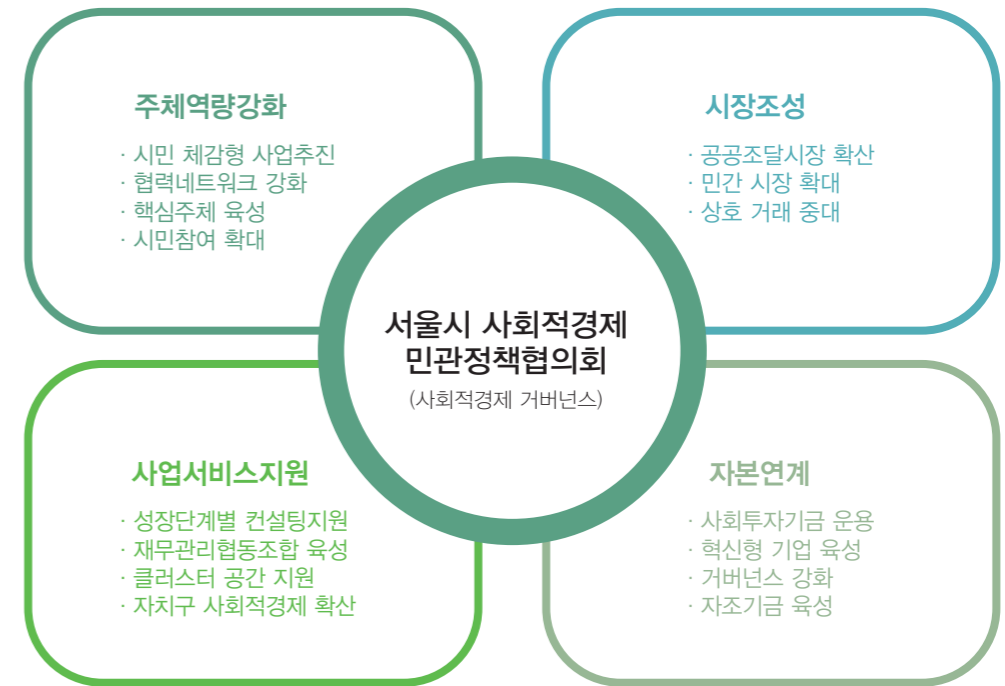 주체역량강화
· 시민 체감형 사업추진
· 협력네트워크 강화
· 핵심주체 육성
· 시민참여 확대
시장조성
· 공공조달시장 확산
· 민간 시장 확대
· 상호 거래 중대
서울시 사회적경제
민관정책협의회
(사회적경제 거버넌스)
사업서비스지원
· 성장단계별 컨설팅지원
· 재무관리협동조합 육성
· 클러스터 공간 지원
· 자치구 사회적경제 확산
자본연계
· 사회투자기금 운용
· 혁신형 기업 육성
· 거버넌스 강화
· 자조기금 육성